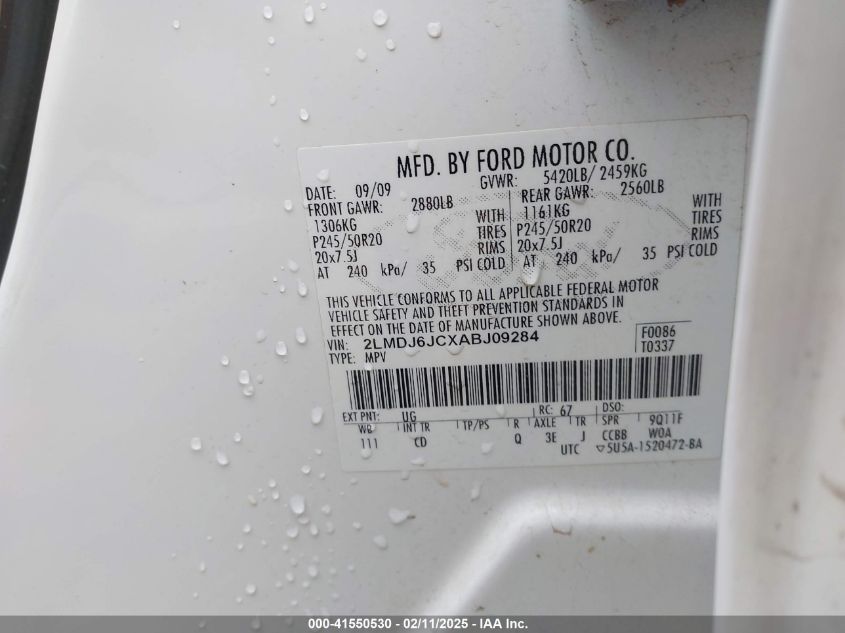 MFD. BY FORD MOTOR CO.
DATE: 09/09 GVWR: 5420LB/ 2459KG
FRONT GAWR: 2880LB REAR GAWR: 2560LB
1306KG WITH 1161KG WITH
P245/50R20 TIRES P245/50R20 TIRES
20x7.5J RIMS 20x7.5J RIMS
AT 240 kPa/ 35 PSI COLD AT 240 kPa/ 35 PSI COLD
THIS VEHICLE CONFORMS TO ALL APPLICABLE FEDERAL MOTOR
VEHICLE SAFETY AND THEFT PREVENTION STANDARDS IN
EFFECT ON THE DATE OF MANUFACTURE SHOWN ABOVE.
VIN: 2LMDJ6JCXABJ09284 F0086
TYPE: MPV T0337
EXT PNT: UG RC: 67 DSO:
WB INT TR TP/PS R AXLE TR SPR 9Q11F
111 CD Q 3E J CCBB WOA
UTC ▽5U5A-1520472-BA
000-41550530 - 02/11/2025 - IAA Inc.